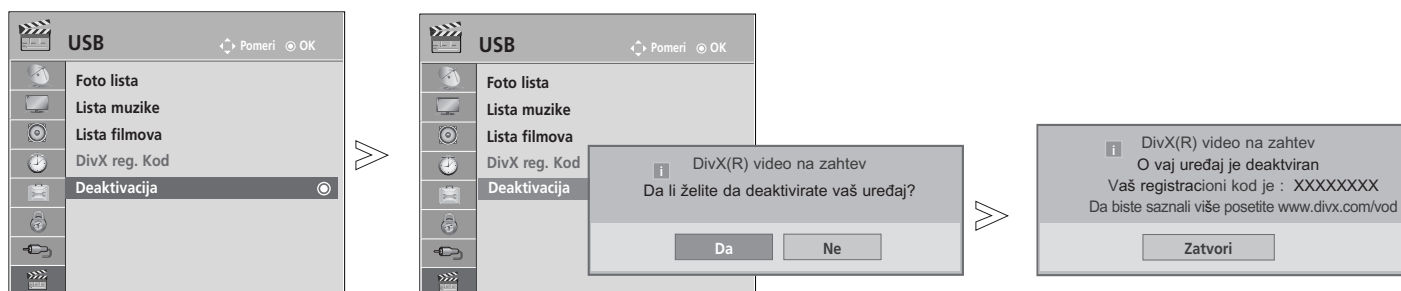 USB
Pomeri OK
Foto lista
Lista muzike
Lista filmova
DivX reg. Kod
Deaktivacija
USB
Pomeri OK
Foto lista
Lista muzike
Lista filmova
DivX reg. Kod
Deaktivacija
DivX(R) video na zahtev
Da li želite da deaktivirate vaš uređaj?
Da Ne
DivX(R) video na zahtev
O vaj uređaj je deaktviran
Vaš registracioni kod je : XXXXXXXX
Da biste saznali više posetite www.divx.com/vod
Zatvori